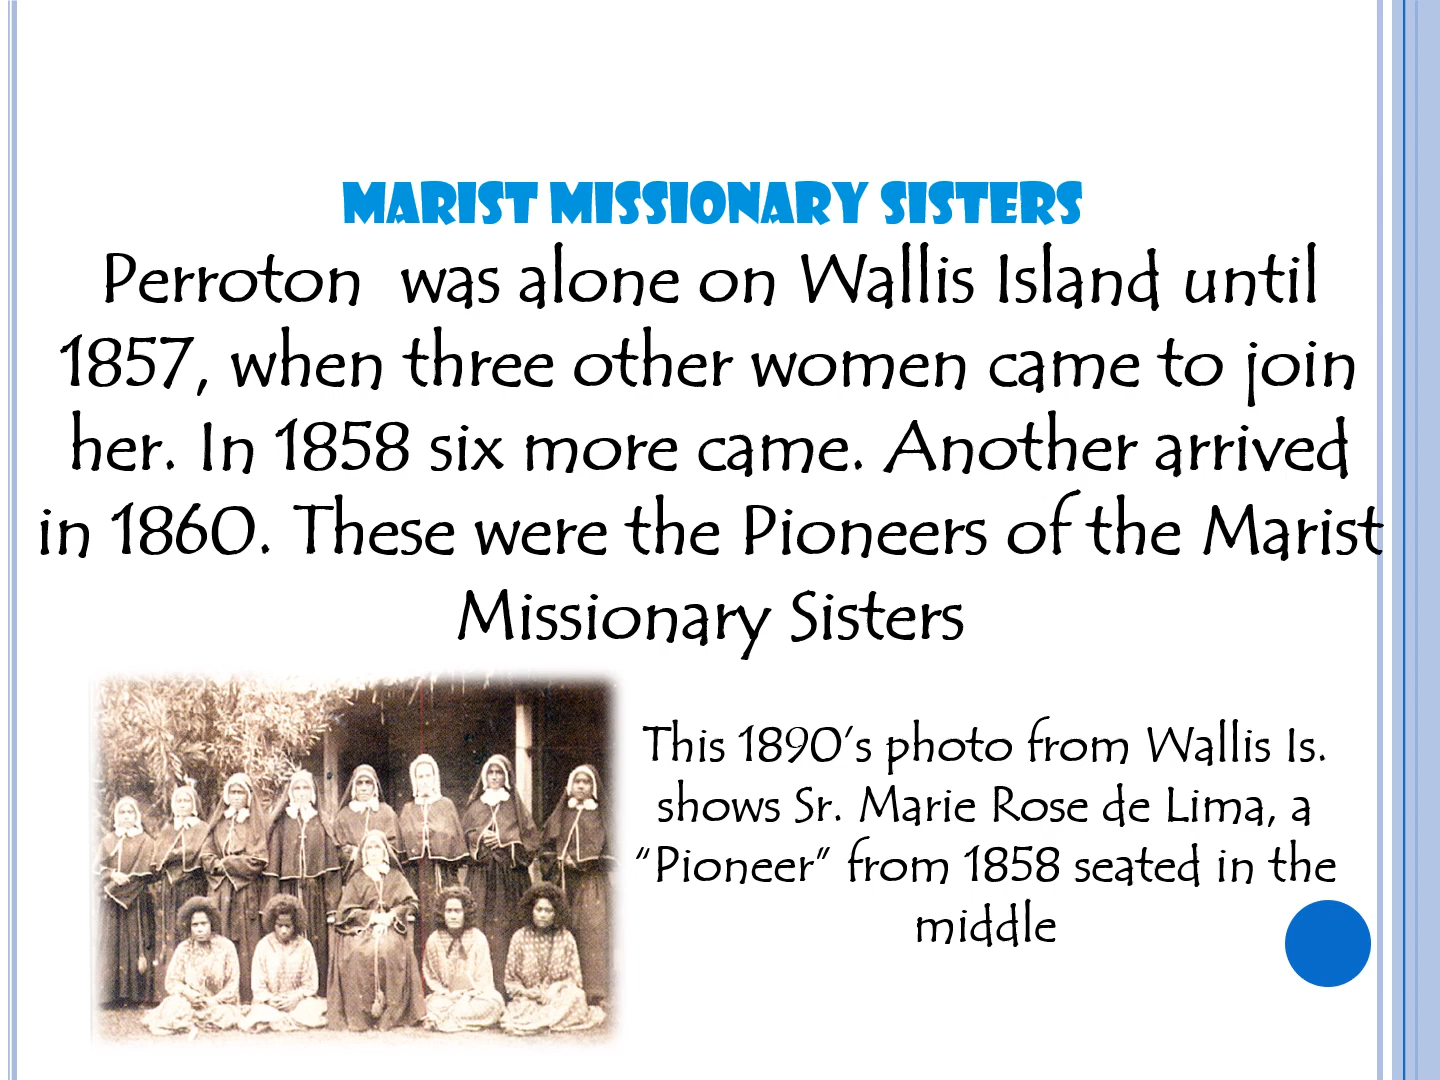 MARIST MISSIONARY SISTERS
Perroton was alone on Wallis Island until
1857, when three other women came to join
her. In 1858 six more came. Another arrived
in 1860. These were the Pioneers of the Marist
Missionary Sisters
This 1890's photo from Wallis Is.
shows Sr. Marie Rose de Lima, a
"Pioneer" from 1858 seated in the
middle